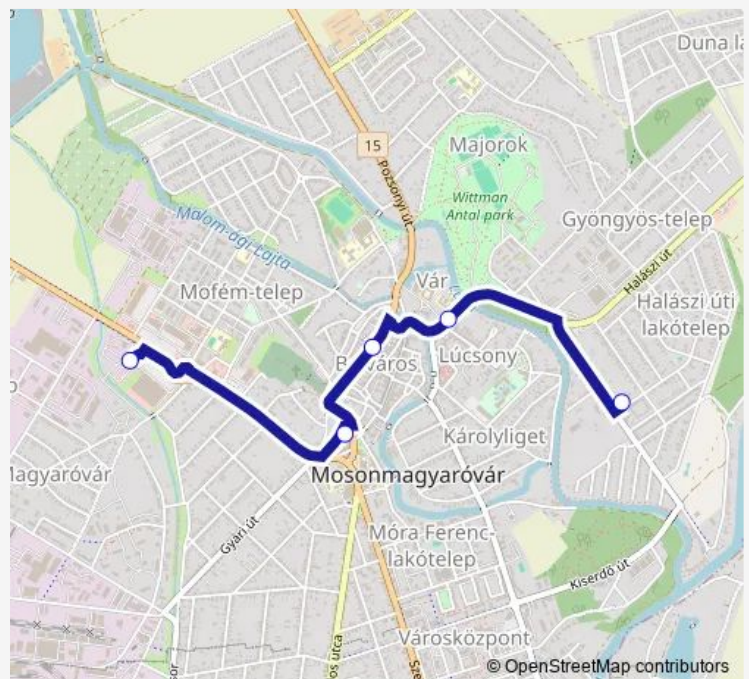 Duna la
15
Majorok
Pozsonyi út
Wittman
Antal park
Gyöngyös-telep
Malom-ági-Lajta
Halászi út
Vár
Mofém-telep
Halászi úti
lakótelep
Lúcsony
Károlyliget
Magyaróvár
Mosonmagyaróvár
Gyári út
Móra Ferenc-
lakótelep
Kiserdő út
Városközpont
© OpenStreetMap contributors